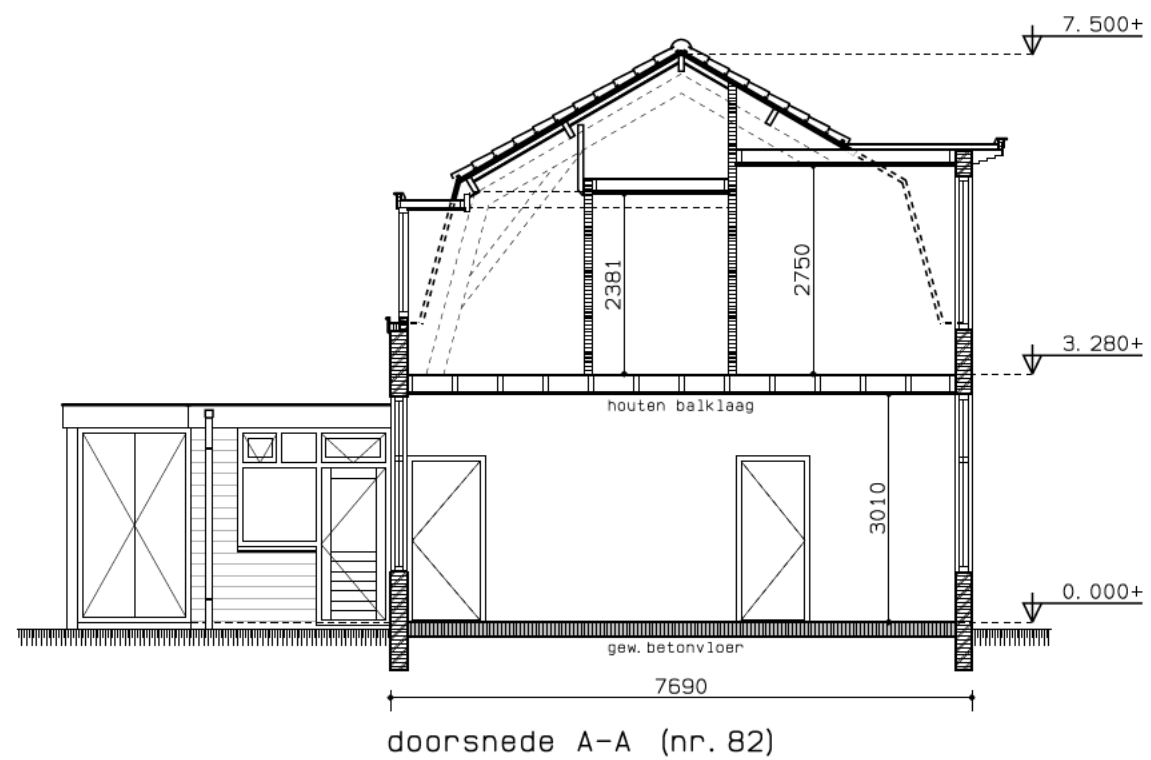 7.500+
2381
2750
3.280+
houten balklaag
3010
0.000+
gew.betonvloer
7690
doorsnede A-A (nr.82)